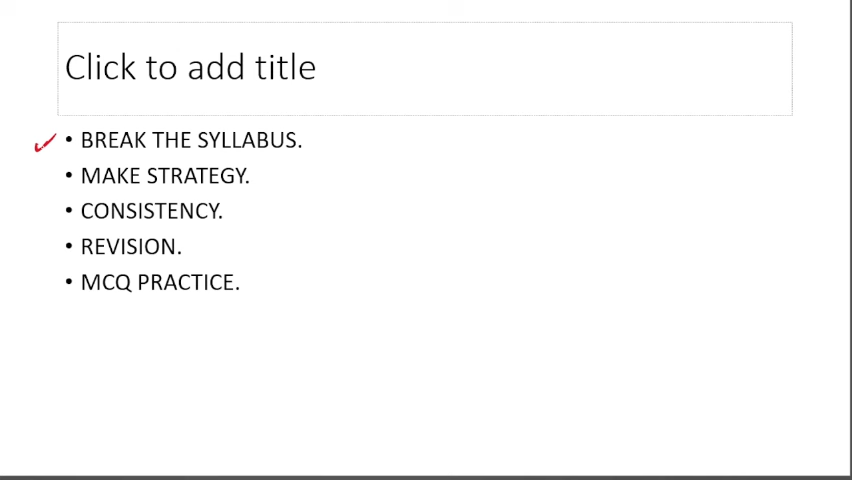 Click to add title
• BREAK THE SYLLABUS.
• MAKE STRATEGY.
• CONSISTENCY.
• REVISION.
• MCQ PRACTICE.